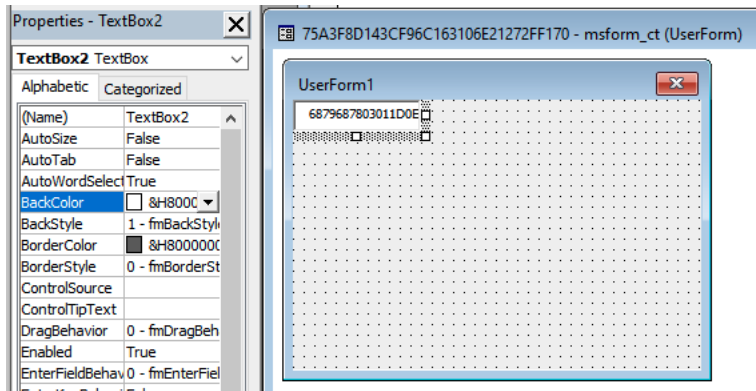 Properties - TextBox2
TextBox2 TextBox
Alphabetic Categorized
(Name) TextBox2
AutoSize False
AutoTab False
AutoWordSelect True
BackColor &H8000
BackStyle 1 - fmBackStyl
BorderColor &H8000000
BorderStyle 0 - fmBorderSt
ControlSource
ControlTipText
DragBehavior 0 - fmDragBeh
Enabled True
EnterFieldBehav 0 - fmEnterFiel
75A3F8D143CF96C163106E21272FF170 - msform_ct (UserForm)
UserForm1
6879687803011D0E